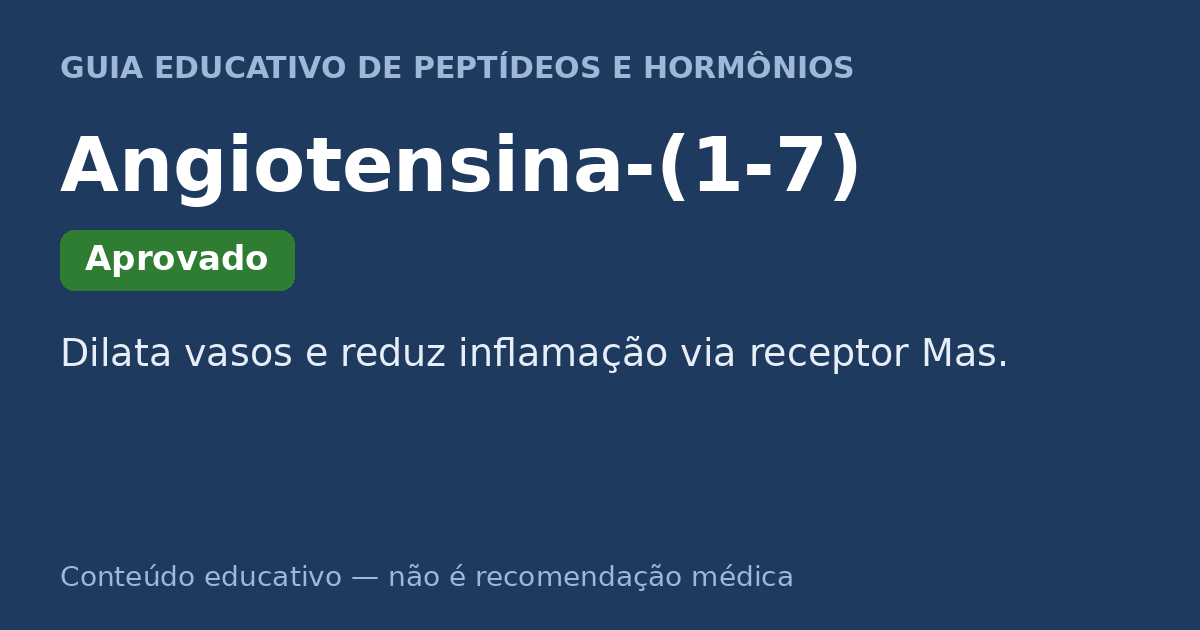 GUIA EDUCATIVO DE PEPTÍDEOS E HORMÔNIOS
Angiotensina-(1-7)
Aprovado
Dilata vasos e reduz inflamação via receptor Mas.
Conteúdo educativo — não é recomendação médica